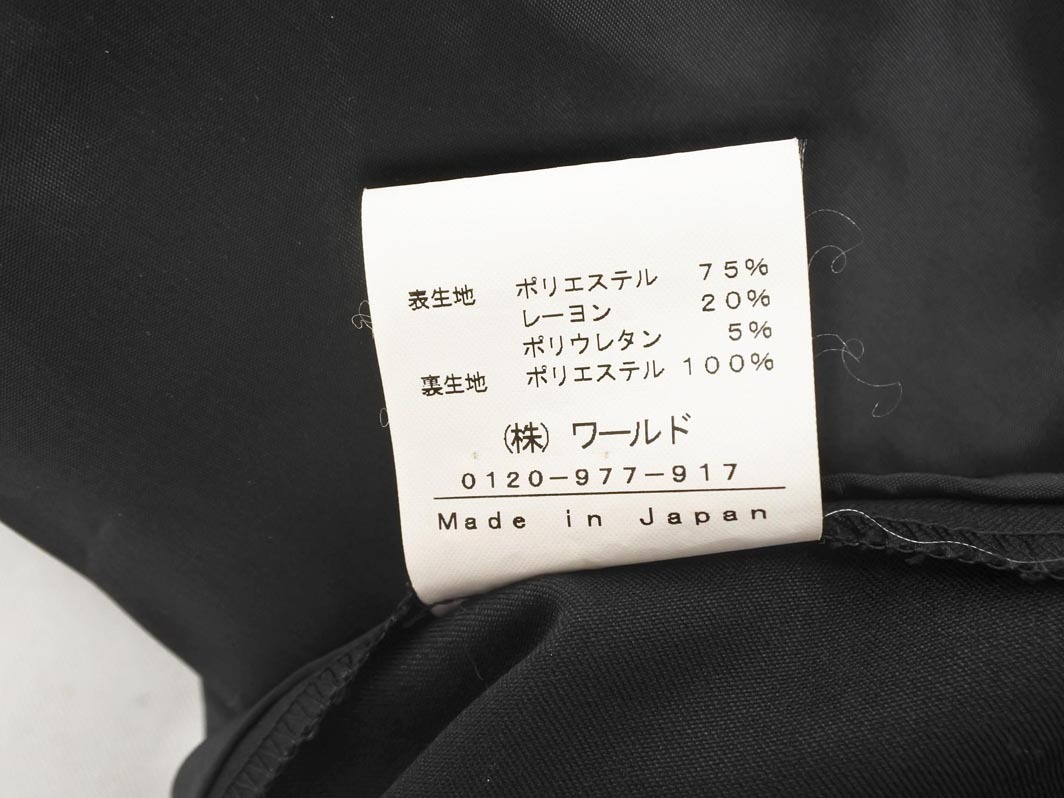 表生地 ポリエステル 75%
レーヨン 20%
ポリウレタン 5%
裏生地 ポリエステル 100%
(株) ワールド
0120-977-917
Made in Japan